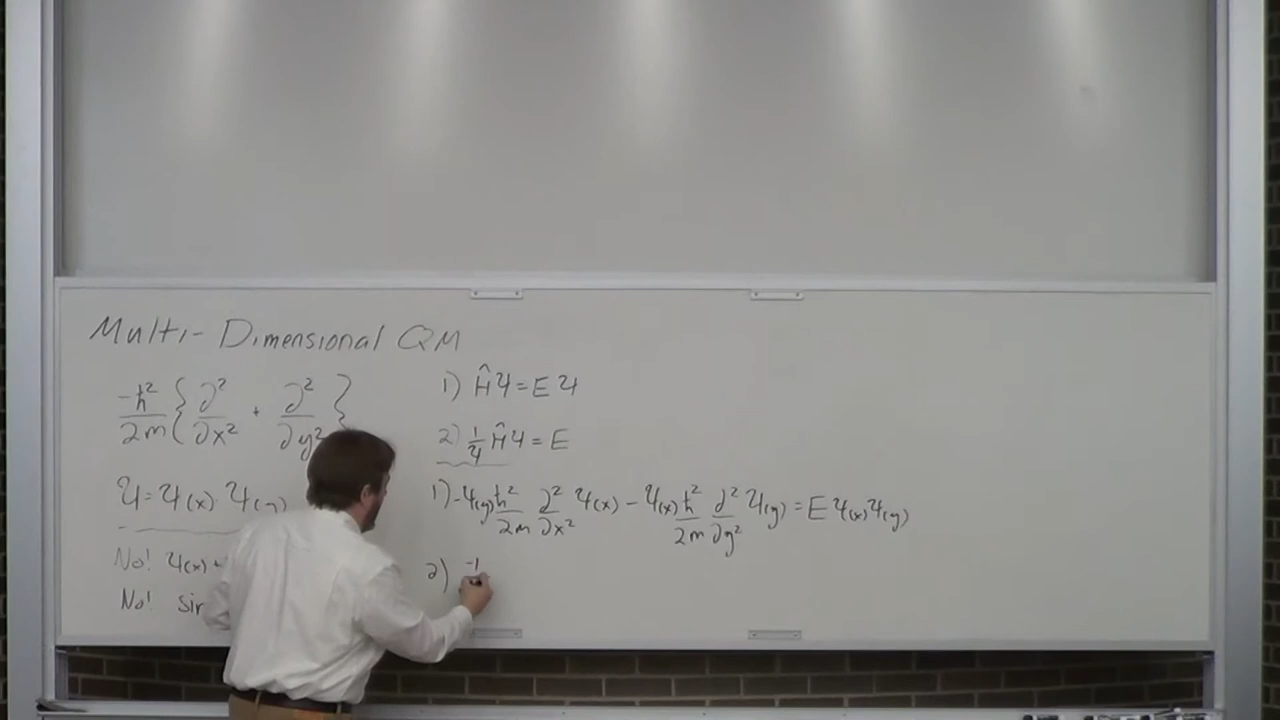 Multi-Dimensional QM
-ħ²/2m { ∂²/∂x² + ∂²/∂y² }
Ψ = Ψ(x) · Ψ(y)
No! Ψ(x) +
No!
1) ĤΨ = EΨ
2) 1/Ψ ĤΨ = E
1) -Ψ(y) ħ²/2m ∂²/∂x² Ψ(x) - Ψ(x) ħ²/2m ∂²/∂y² Ψ(y) = E Ψ(x)Ψ(y)
2) -1